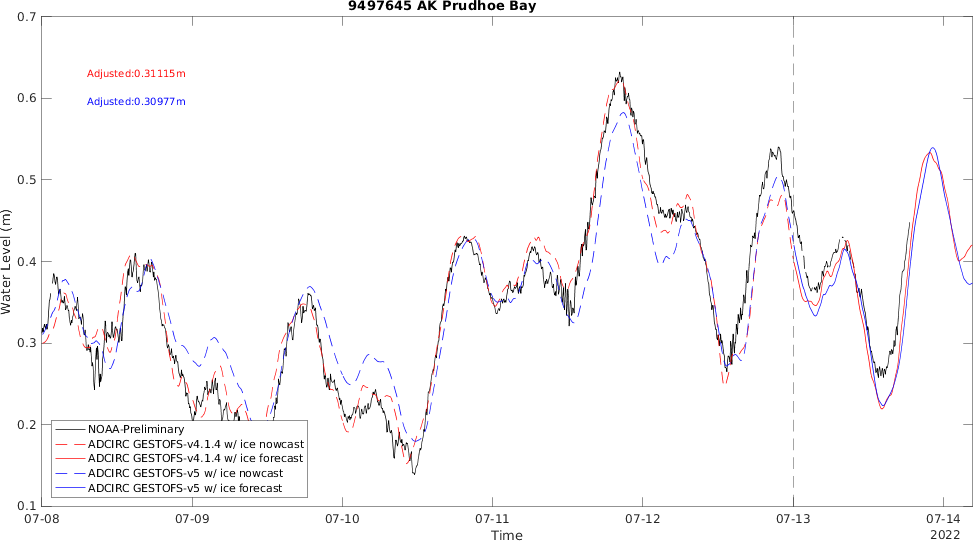 9497645 AK Prudhoe Bay
0.7
0.6
0.5
0.4
0.3
0.2
0.1
Water Level (m)
Adjusted:0.31115m
Adjusted:0.30977m
NOAA-Preliminary
ADCIRC GESTOFS-v4.1.4 w/ ice nowcast
ADCIRC GESTOFS-v4.1.4 w/ ice forecast
ADCIRC GESTOFS-v5 w/ ice nowcast
ADCIRC GESTOFS-v5 w/ ice forecast
07-08 07-09 07-10 07-11 07-12 07-13 07-14
Time
2022